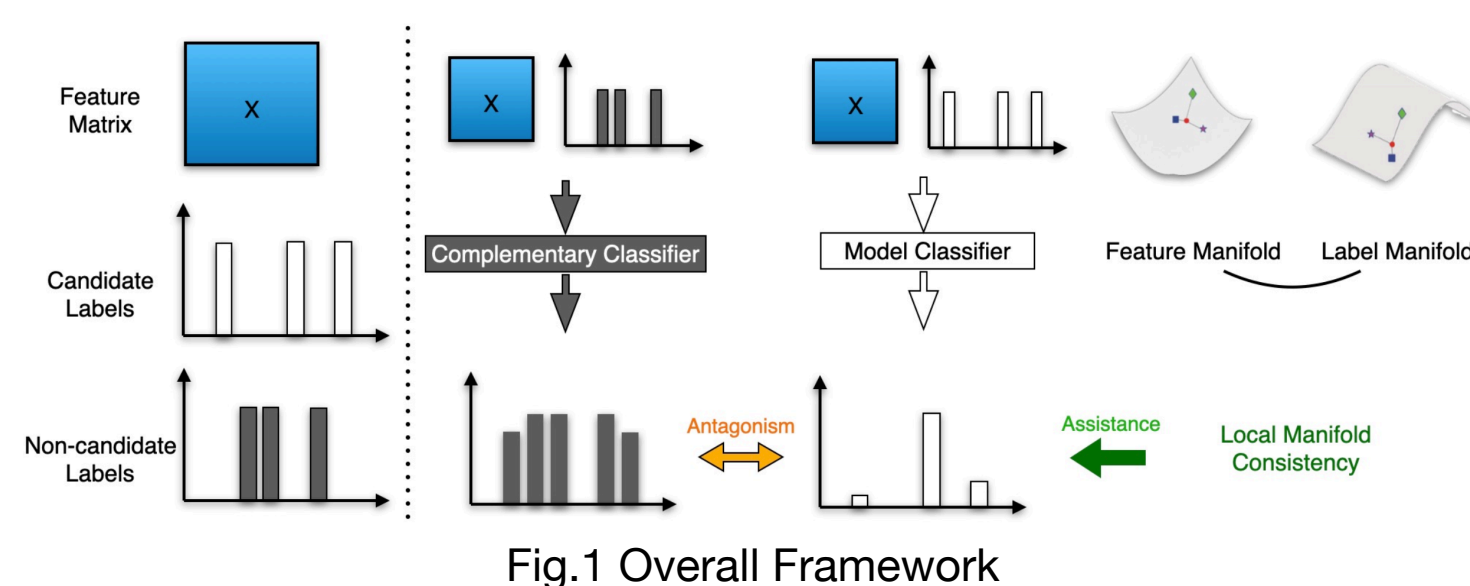 Feature
Matrix
X
X
X
Complementary Classifier
Model Classifier
Feature Manifold
Label Manifold
Candidate
Labels
Non-candidate
Labels
Antagonism
Assistance
Local Manifold
Consistency
Fig.1 Overall Framework